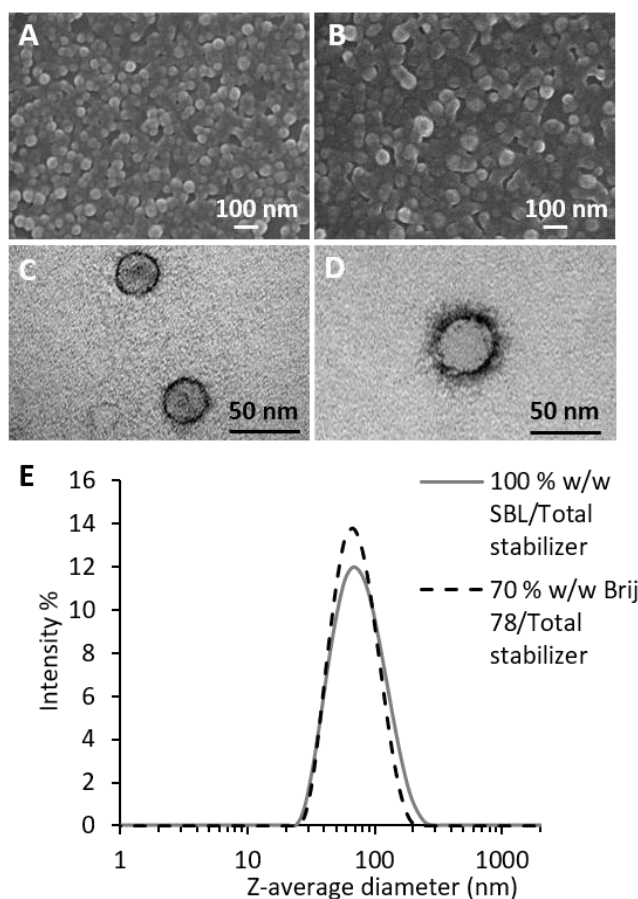 A
B
100 nm
100 nm
C
D
50 nm
50 nm
E
16
14
12
10
8
6
4
2
0
Intensity %
1
10
100
1000
Z-average diameter (nm)
100 % w/w
SBL/Total
stabilizer
70 % w/w Brij
78/Total
stabilizer